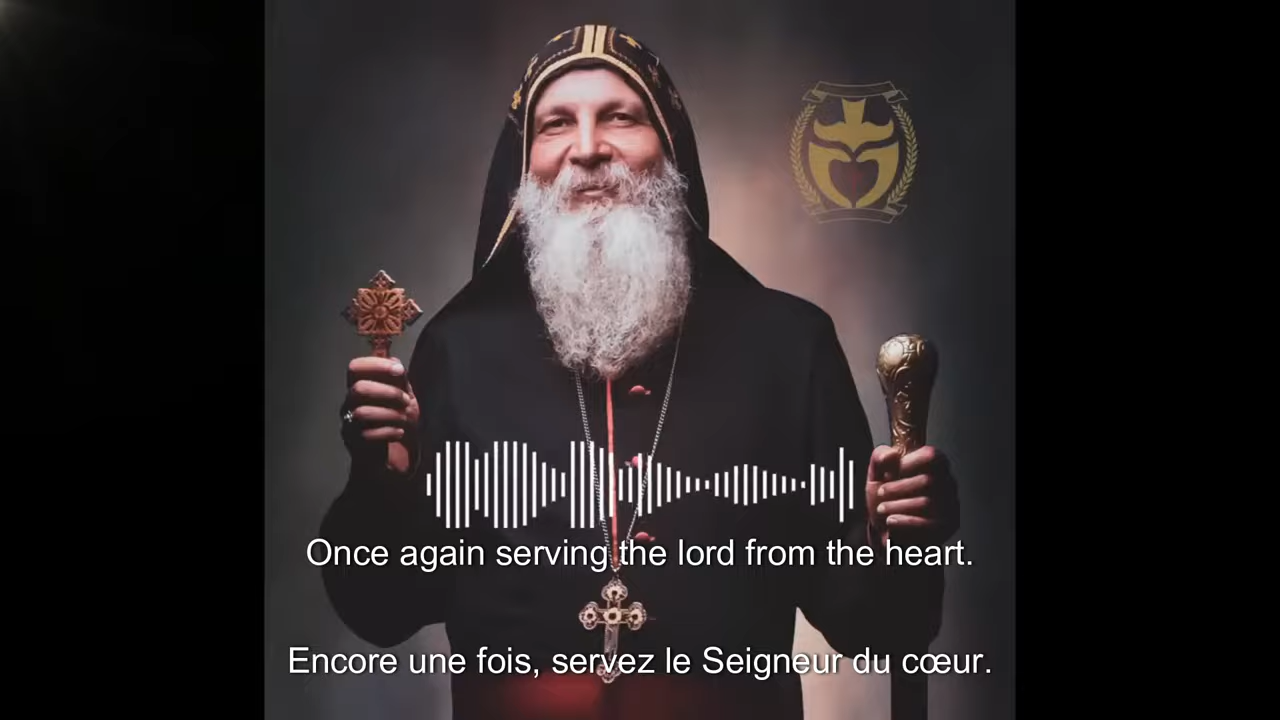 Once again serving the lord from the heart.
Encore une fois, servez le Seigneur du cœur.